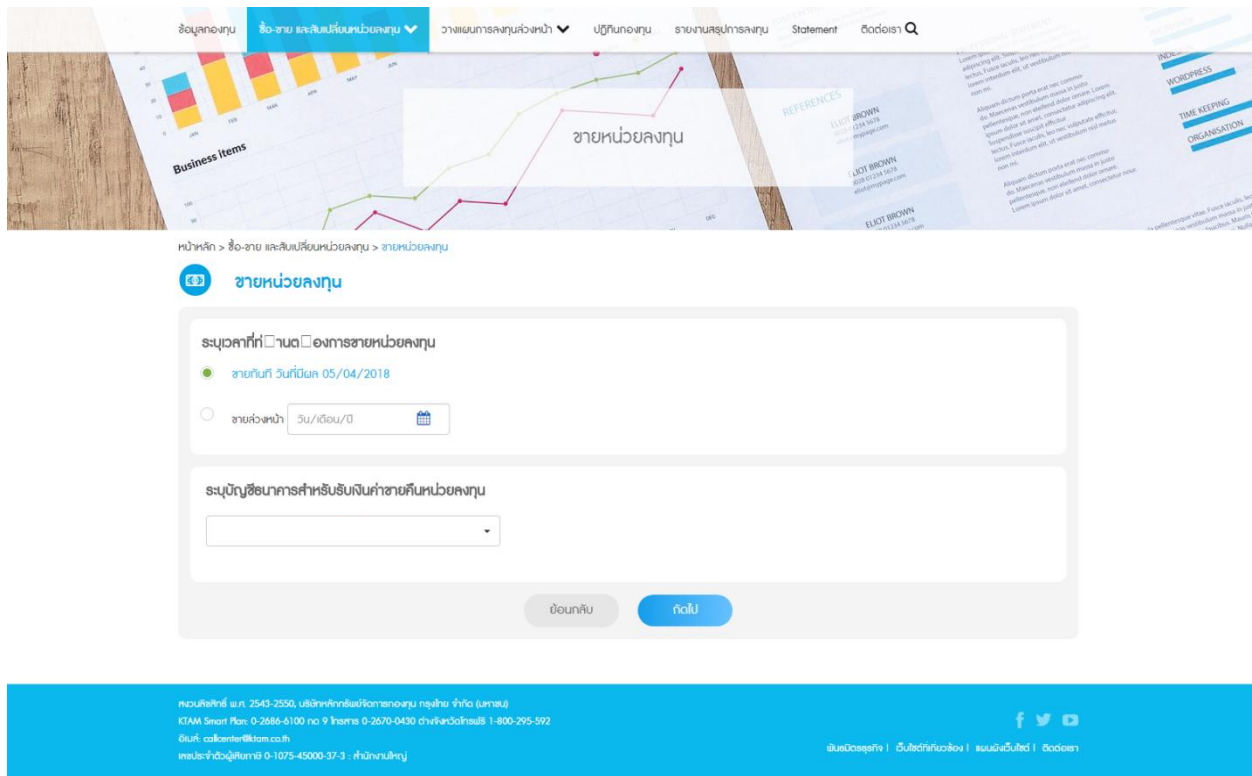 ข้อมูลกองทุน ซื้อ-ขาย และสับเปลี่ยนหน่วยลงทุน วางแผนการลงทุนล่วงหน้า ปฏิทินกองทุน รายงานสรุปการลงทุน Statement ติดต่อเรา
Business items
REFERENCES
ELIOT BROWN
ELIOT BROWN
WORDPRESS
TIME KEEPING
ORGANISATION
ขายหน่วยลงทุน
หน้าหลัก > ซื้อ-ขาย และสับเปลี่ยนหน่วยลงทุน > ขายหน่วยลงทุน
ขายหน่วยลงทุน
ระบุเวลาที่ท่□านต□องการขายหน่วยลงทุน
ขายทันที วันที่มีผล 05/04/2018
ขายล่วงหน้า วัน/เดือน/ปี
ระบุบัญชีธนาคารสำหรับรับเงินค่าขายคืนหน่วยลงทุน
ย้อนกลับ ถัดไป
สงวนลิขสิทธิ์ พ.ศ. 2543-2550, บริษัทหลักทรัพย์จัดการกองทุน กรุงไทย จำกัด (มหาชน)
KTAM Smart Plan: 0-2686-6100 กด 9 โทรสาร 0-2670-0430 ต่างจังหวัดโทรฟรี 1-800-295-592
อีเมล์: callcenter@ktam.co.th
เลขประจำตัวผู้เสียภาษี 0-1075-45000-37-3 : สำนักงานใหญ่
พันธมิตรธุรกิจ | เว็บไซต์ที่เกี่ยวข้อง | แผนผังเว็บไซต์ | ติดต่อเรา